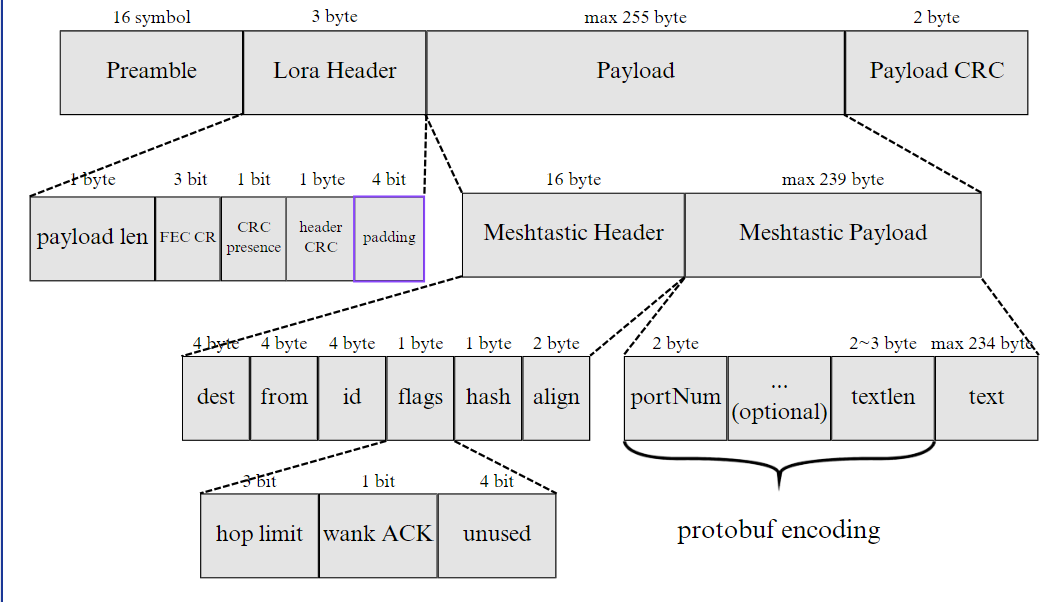 16 symbol
3 byte
max 255 byte
2 byte
Preamble
Lora Header
Payload
Payload CRC
1 byte
3 bit
1 bit
1 byte
4 bit
16 byte
max 239 byte
payload len
FEC CR
CRC
presence
header
CRC
padding
Meshtastic Header
Meshtastic Payload
4 byte
4 byte
4 byte
1 byte
1 byte
2 byte
2 byte
2~3 byte
max 234 byte
dest
from
id
flags
hash
align
portNum
...
(optional)
textlen
text
3 bit
1 bit
4 bit
hop limit
wank ACK
unused
protobuf encoding